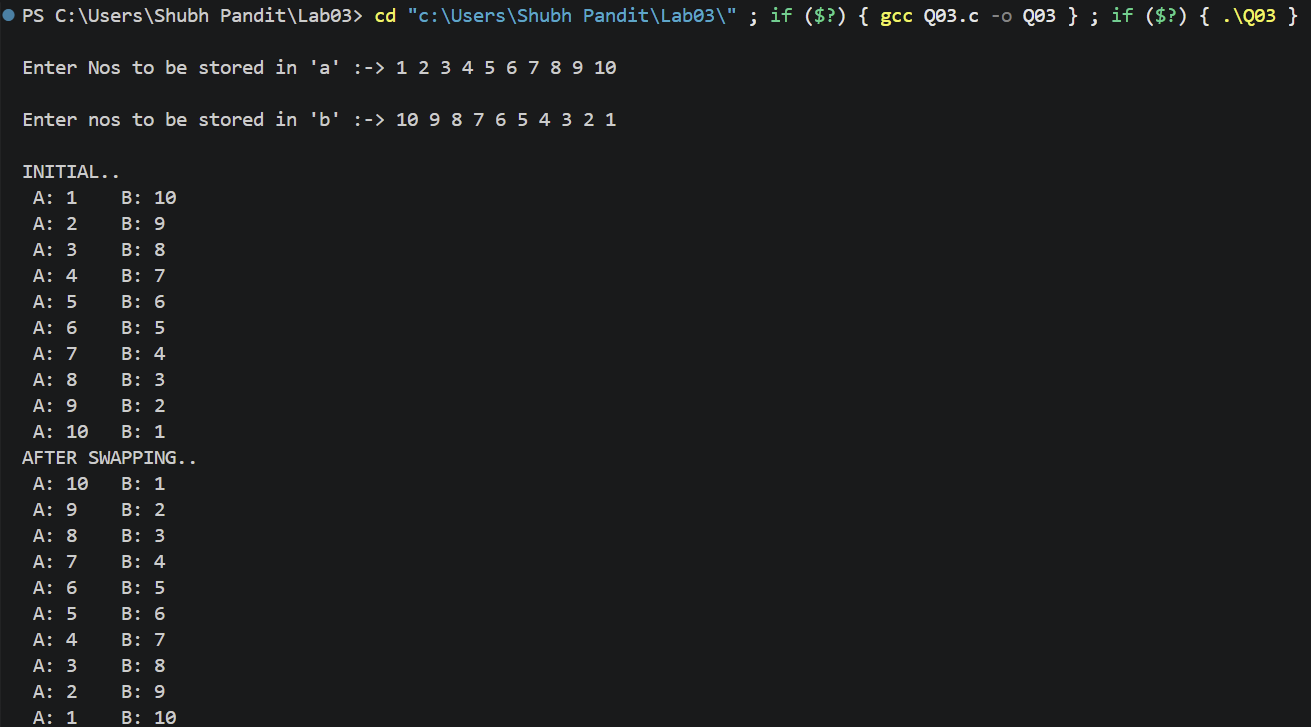 PS C:\Users\Shubh Pandit\Lab03> cd "c:\Users\Shubh Pandit\Lab03\" ; if ($?) { gcc Q03.c -o Q03 } ; if ($?) { .\Q03 }
Enter Nos to be stored in 'a' :-> 1 2 3 4 5 6 7 8 9 10
Enter nos to be stored in 'b' :-> 10 9 8 7 6 5 4 3 2 1
INITIAL..
A: 1    B: 10
A: 2    B: 9
A: 3    B: 8
A: 4    B: 7
A: 5    B: 6
A: 6    B: 5
A: 7    B: 4
A: 8    B: 3
A: 9    B: 2
A: 10   B: 1
AFTER SWAPPING..
A: 10   B: 1
A: 9    B: 2
A: 8    B: 3
A: 7    B: 4
A: 6    B: 5
A: 5    B: 6
A: 4    B: 7
A: 3    B: 8
A: 2    B: 9
A: 1    B: 10